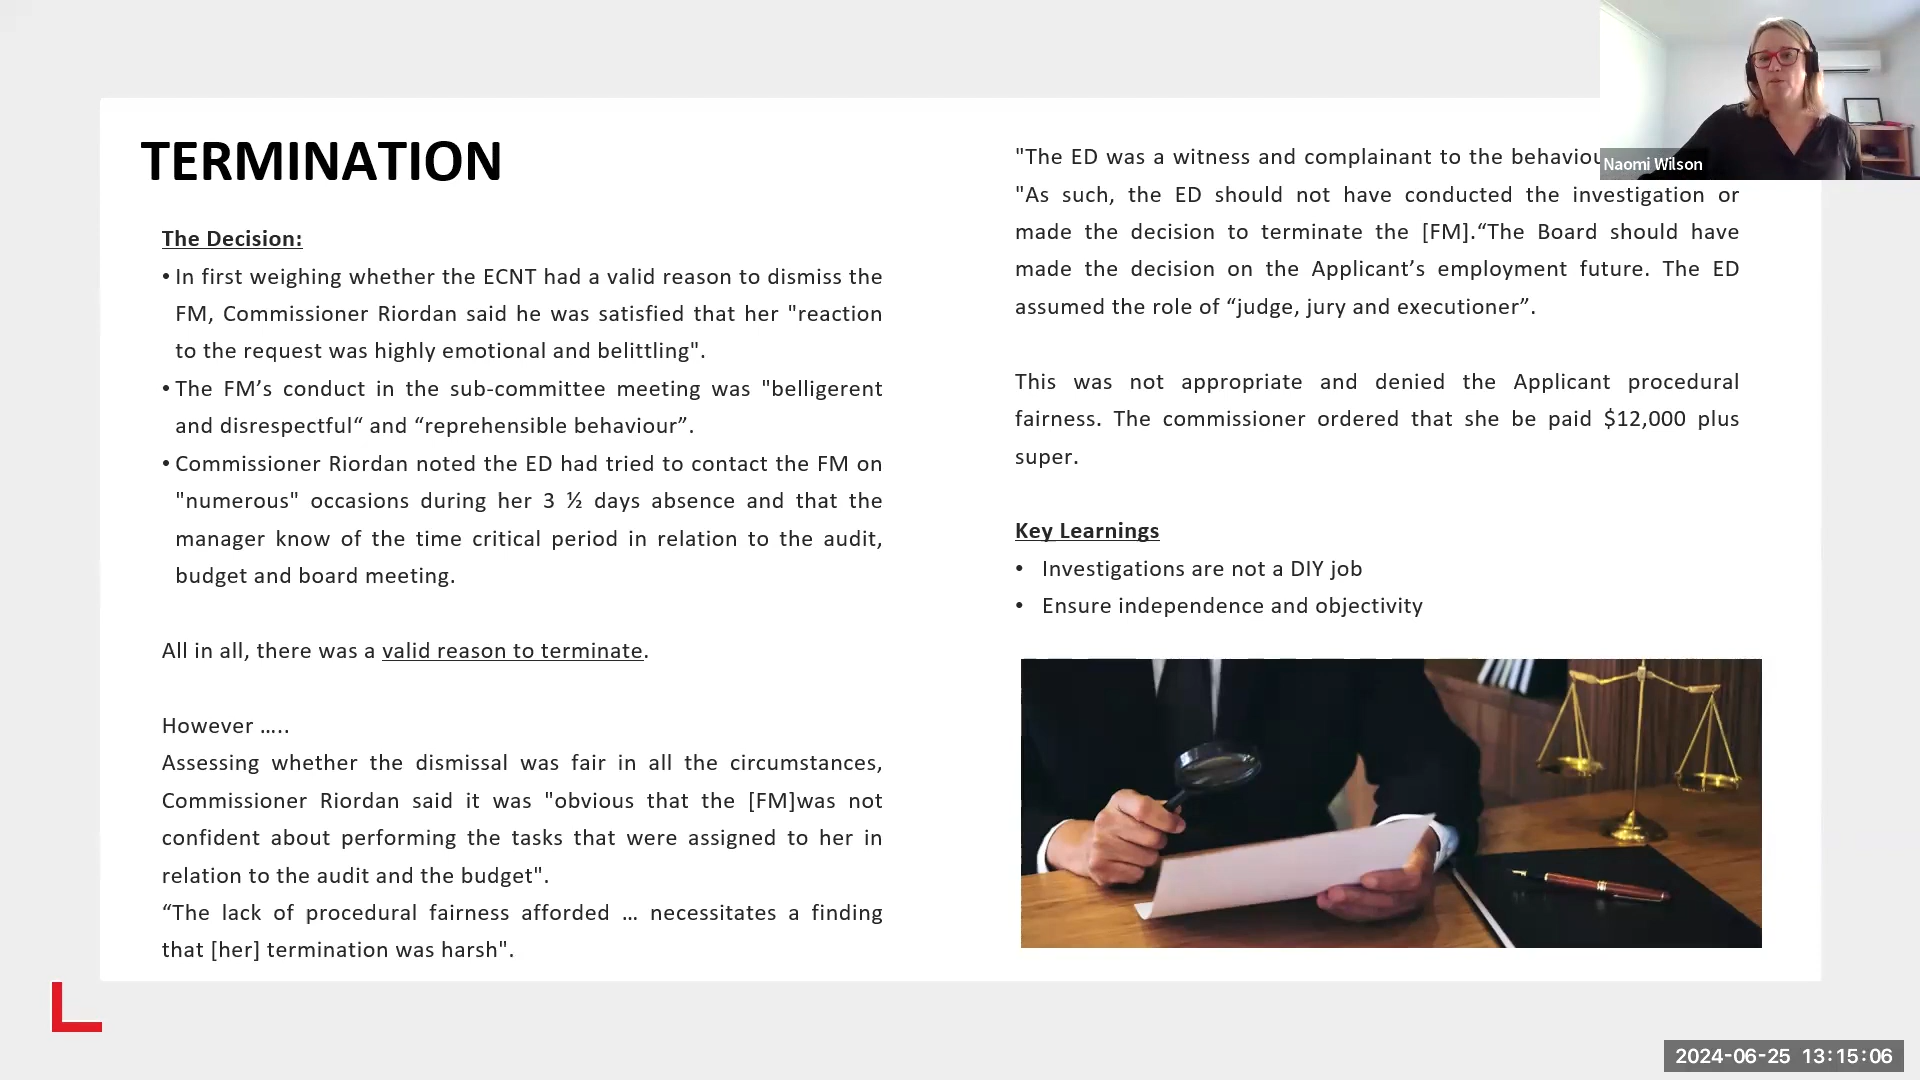 TERMINATION
The Decision:
• In first weighing whether the ECNT had a valid reason to dismiss the
FM, Commissioner Riordan said he was satisfied that her "reaction
to the request was highly emotional and belittling".
• The FM’s conduct in the sub-committee meeting was "belligerent
and disrespectful“ and “reprehensible behaviour”.
• Commissioner Riordan noted the ED had tried to contact the FM on
"numerous" occasions during her 3 ½ days absence and that the
manager know of the time critical period in relation to the audit,
budget and board meeting.
All in all, there was a valid reason to terminate.
However …..
Assessing whether the dismissal was fair in all the circumstances,
Commissioner Riordan said it was "obvious that the [FM]was not
confident about performing the tasks that were assigned to her in
relation to the audit and the budget".
“The lack of procedural fairness afforded … necessitates a finding
that [her] termination was harsh".
"The ED was a witness and complainant to the
"As such, the ED should not have conducted the investigation or
made the decision to terminate the [FM].“The Board should have
made the decision on the Applicant’s employment future. The ED
assumed the role of “judge, jury and executioner”.
This was not appropriate and denied the Applicant procedural
fairness. The commissioner ordered that she be paid $12,000 plus
super.
Key Learnings
• Investigations are not a DIY job
• Ensure independence and objectivity
Naomi Wilson
2024-06-25 13:15:06